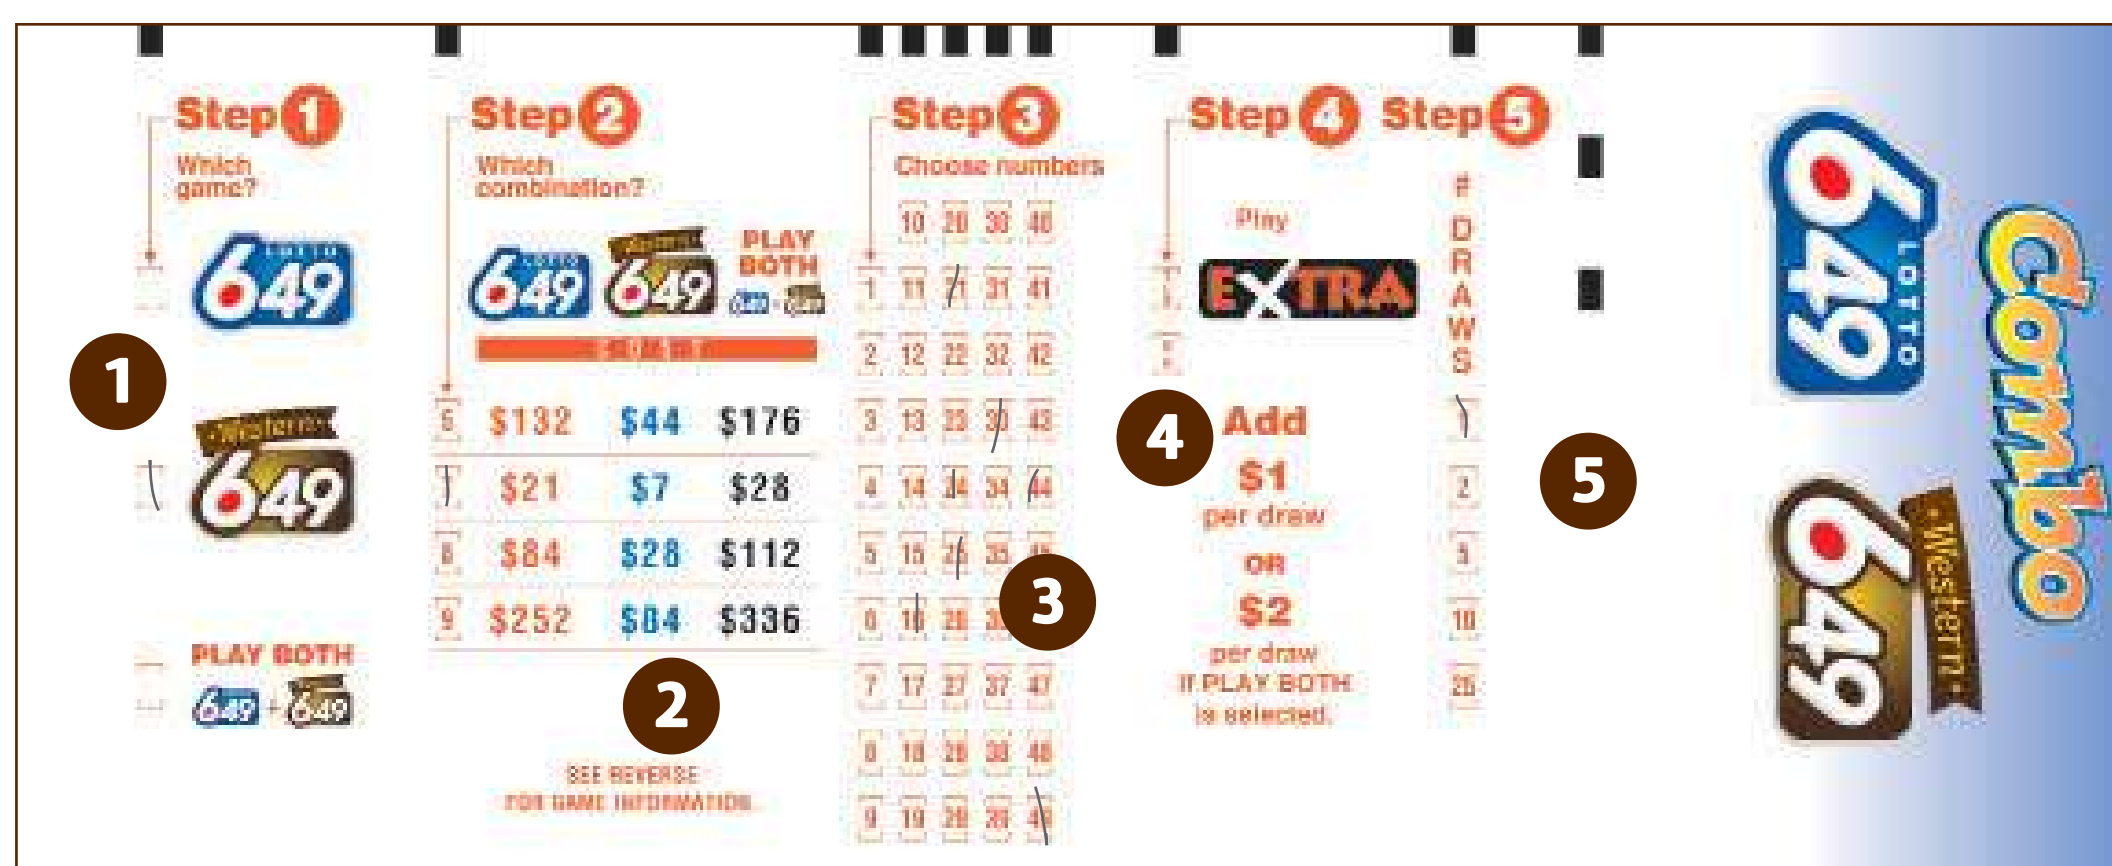 Step 1
Which
game?
LOTTO
649
1
Western
649
PLAY BOTH
649 + 649
Step 2
Which
combination?
LOTTO
649
Western
649
PLAY
BOTH
649 + 649
$132 $44 $176
7 $21 $7 $28
8 $84 $28 $112
9 $252 $84 $336
2
SEE REVERSE
FOR GAME INFORMATION
Step 3
Choose numbers
10 20 30 40
1 11 21 31 41
2 12 22 32 42
3 13 23 33 43
4 14 24 34 44
5 15 25 35 45
6 16 26
3
7 17 27 37 47
8 18 28 38 48
9 19 29 39 49
Step 4
Play
EXTRA
4
Add
$1
per draw
OR
$2
per draw
if PLAY BOTH
is selected.
Step 5
# DRAWS
1
2
5
10
25
5
649 LOTTO
649 Western
Combo